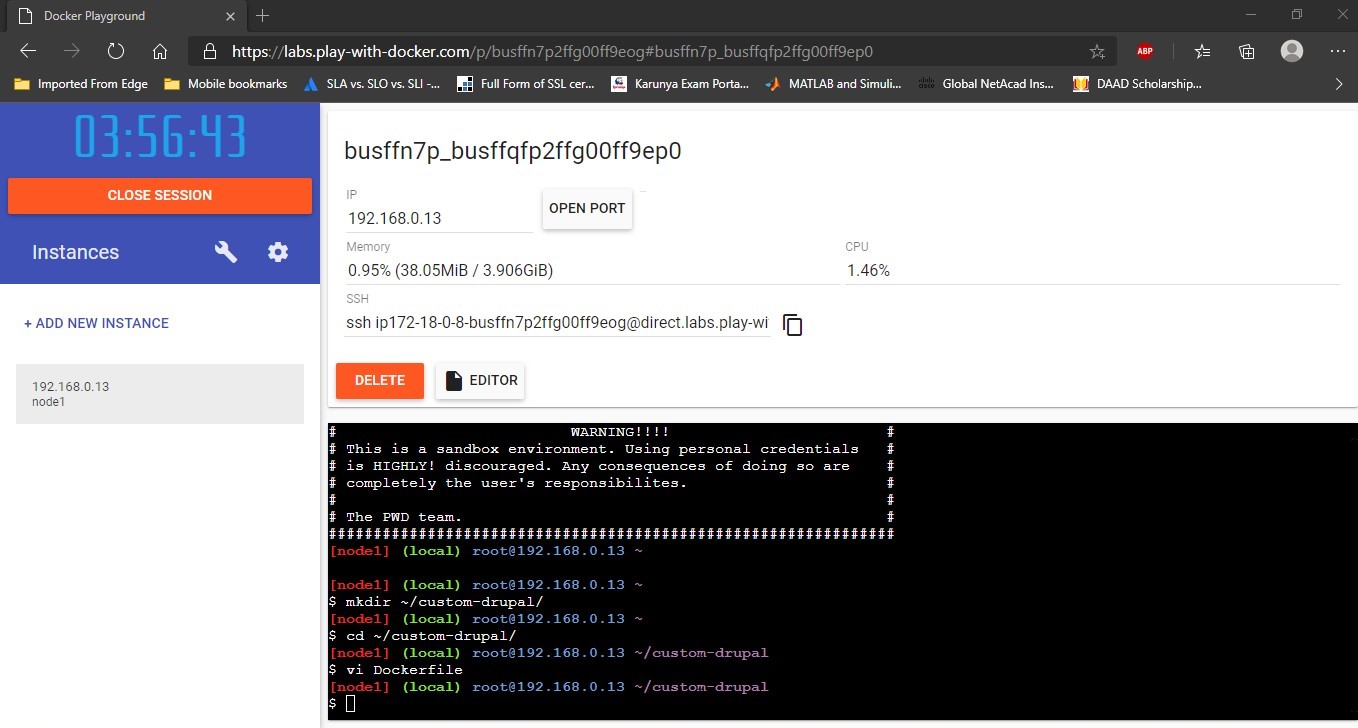 Docker Playground
https://labs.play-with-docker.com/p/busffn7p2ffg00ff9eog#busffn7p_busffqfp2ffg00ff9ep0
ABP
Imported From Edge
Mobile bookmarks
SLA vs. SLO vs. SLI -...
Full Form of SSL cer...
Karunya Exam Porta...
MATLAB and Simuli...
Global NetAcad Ins...
DAAD Scholarship...
03:56:43
CLOSE SESSION
Instances
+ ADD NEW INSTANCE
192.168.0.13
node1
busffn7p_busffqfp2ffg00ff9ep0
IP
192.168.0.13
OPEN PORT
Memory
0.95% (38.05MiB / 3.906GiB)
CPU
1.46%
SSH
ssh ip172-18-0-8-busffn7p2ffg00ff9eog@direct.labs.play-wi
DELETE
EDITOR
# WARNING!!!! #
# This is a sandbox environment. Using personal credentials #
# is HIGHLY! discouraged. Any consequences of doing so are #
# completely the user's responsibilites. #
# #
# The PWD team. #
###############################################################
[node1] (local) root@192.168.0.13 ~
[node1] (local) root@192.168.0.13 ~
$ mkdir ~/custom-drupal/
[node1] (local) root@192.168.0.13 ~
$ cd ~/custom-drupal/
[node1] (local) root@192.168.0.13 ~/custom-drupal
$ vi Dockerfile
[node1] (local) root@192.168.0.13 ~/custom-drupal
$